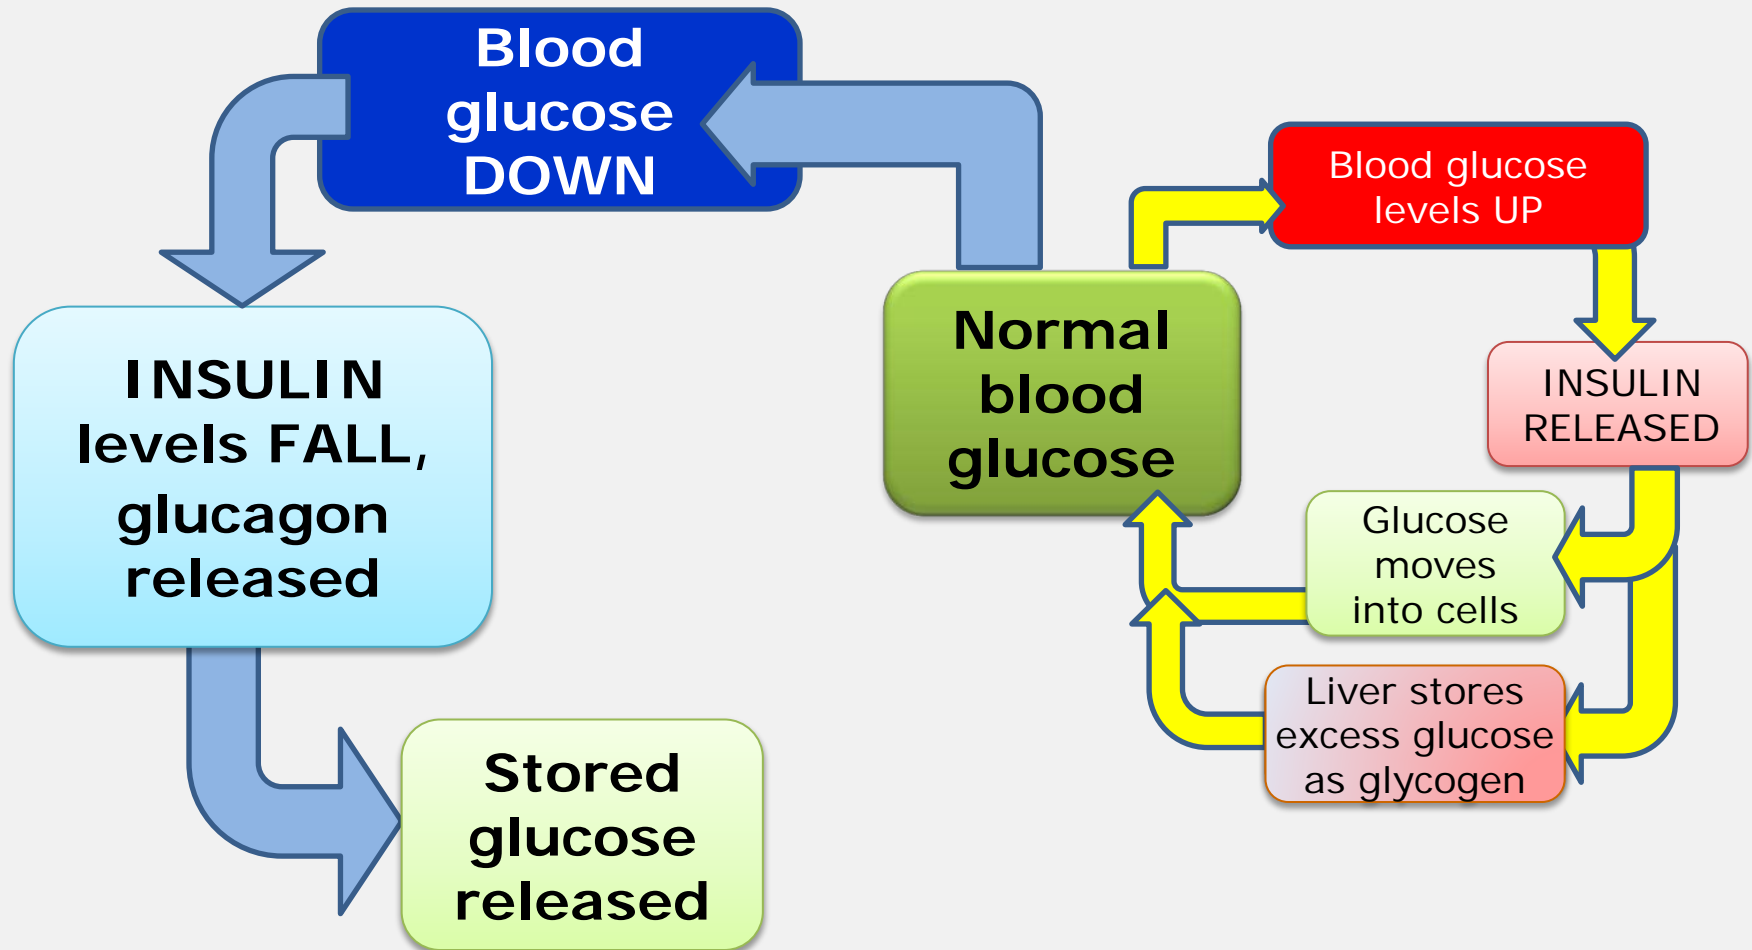 Blood
glucose
DOWN
Blood glucose
levels UP
Normal
blood
glucose
INSULIN
levels FALL,
glucagon
released
INSULIN
RELEASED
Glucose
moves
into cells
Liver stores
excess glucose
as glycogen
Stored
glucose
released